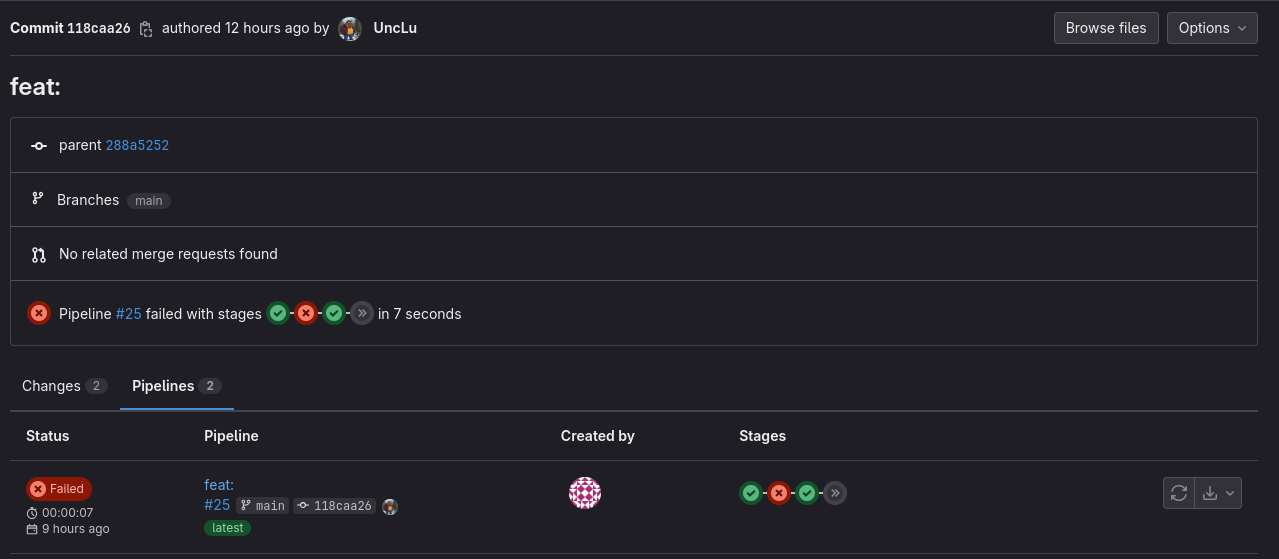 Commit 118caa26 authored 12 hours ago by UncLu Browse files Options
feat:
parent 288a5252
Branches main
No related merge requests found
Pipeline #25 failed with stages in 7 seconds
Changes 2 Pipelines 2
Status Pipeline Created by Stages
Failed feat:
00:00:07 #25 main 118caa26
9 hours ago latest